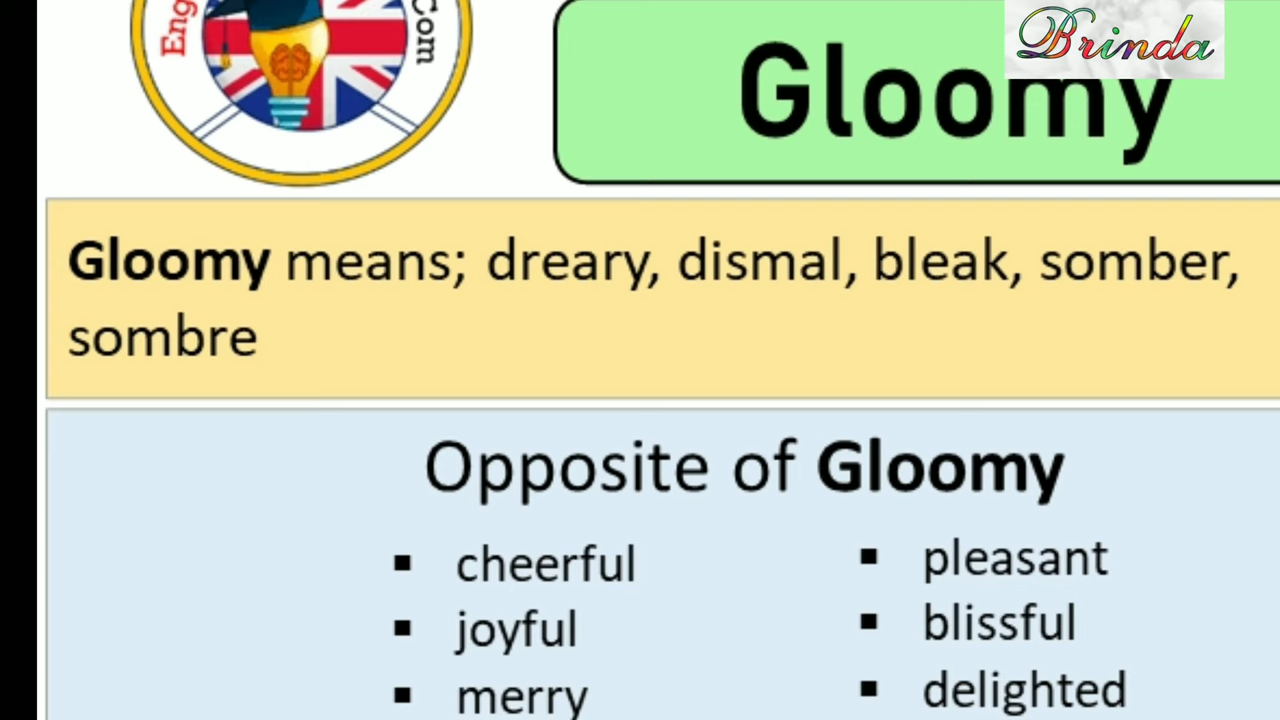 Eng
Com
Brinda
Gloomy
Gloomy means; dreary, dismal, bleak, somber,
sombre
Opposite of Gloomy
▪ cheerful
▪ pleasant
▪ joyful
▪ blissful
▪ merry
▪ delighted